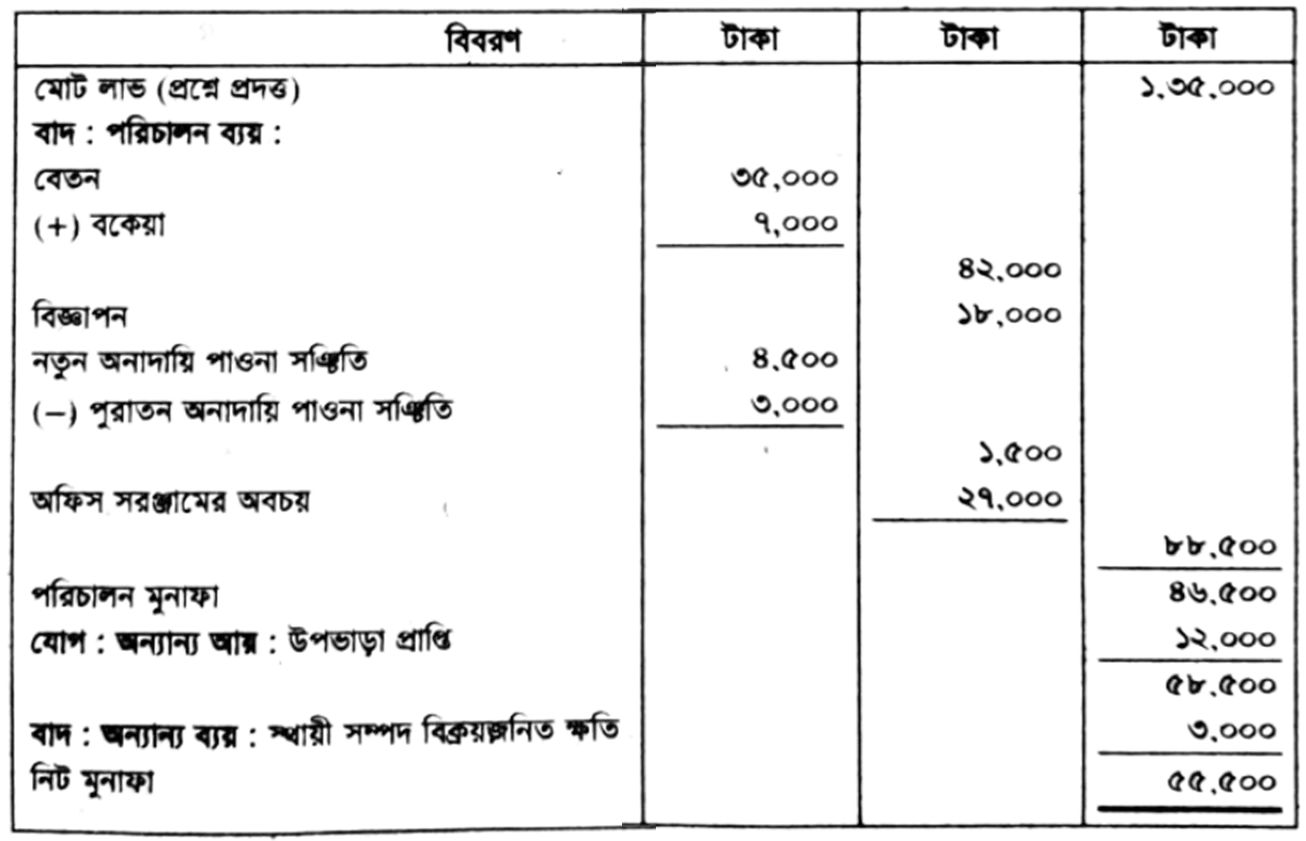 বিবরণ টাকা টাকা টাকা
মোট লাভ (প্রশ্নে প্রদত্ত) ১,৩৫,০০০
বাদ : পরিচালন ব্যয় :
বেতন ৩৫,০০০
(+) বকেয়া ৭,০০০
৪২,০০০
বিজ্ঞাপন ১৮,০০০
নতুন অনাদায়ি পাওনা সঞ্চিতি ৪,৫০০
(–) পুরাতন অনাদায়ি পাওনা সঞ্চিতি ৩,০০০
১,৫০০
অফিস সরঞ্জামের অবচয় ২৭,০০০
৮৮,৫০০
পরিচালন মুনাফা ৪৬,৫০০
যোগ : অন্যান্য আয় : উপভাড়া প্রাপ্তি ১২,০০০
৫৮,৫০০
বাদ : অন্যান্য ব্যয় : স্থায়ী সম্পদ বিক্রয়জনিত ক্ষতি ৩,০০০
নিট মুনাফা ৫৫,৫০০